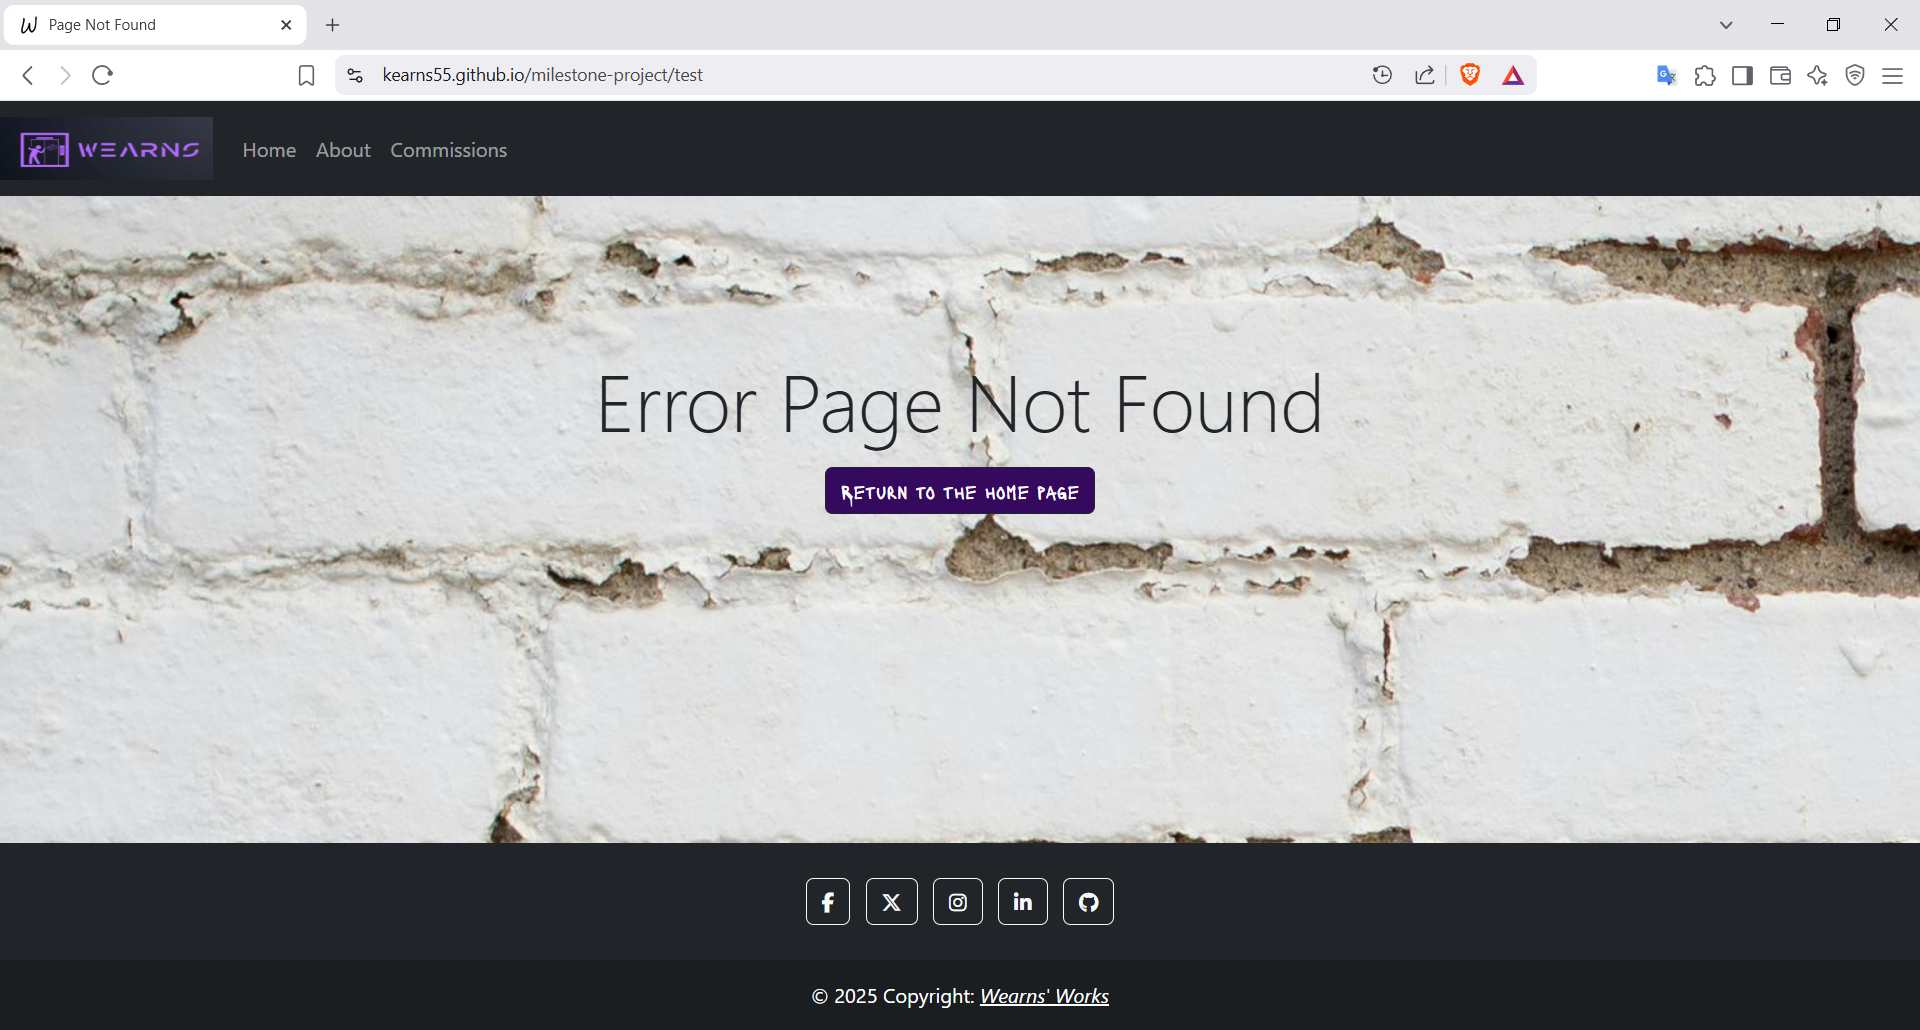 Page Not Found
kearns55.github.io/milestone-project/test
WEARNS
Home About Commissions
Error Page Not Found
Return to the home page
© 2025 Copyright: Wearns' Works